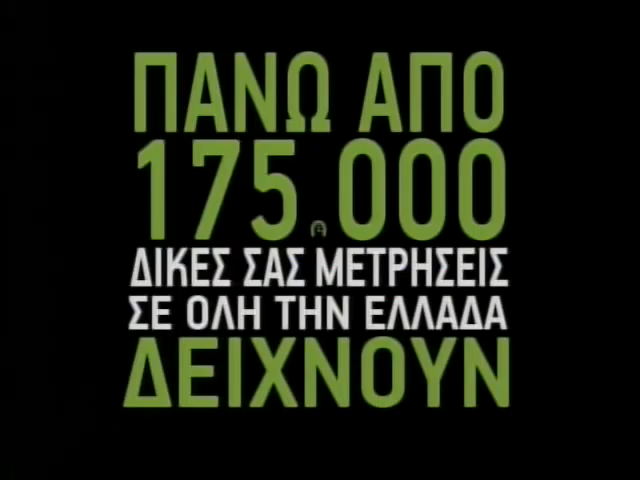 ΠΑΝΩ ΑΠΟ
175.000
ΔΙΚΕΣ ΣΑΣ ΜΕΤΡΗΣΕΙΣ
ΣΕ ΟΛΗ ΤΗΝ ΕΛΛΑΔΑ
ΔΕΙΧΝΟΥΝ